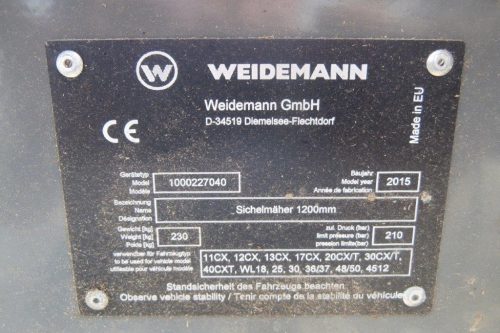 W WEIDEMANN
Weidemann GmbH
D-34519 Diemelsee-Flechtdorf
Made in EU
CE
Gerätetyp
Model
Modèle
1000227040
Baujahr
Model year
Année de fabrication
2015
Bezeichnung
Name
Désignation
Sichelmäher 1200mm
Gewicht [kg]
Weight [kg]
Poids [kg]
230
zul. Druck (bar)
limit pressure (bar)
pression limite(bar)
210
verwendbar für Fahrzeugtyp:
to be used for vehicle model
utilisable pour véhicule modèle
11CX, 12CX, 13CX, 17CX, 20CX/T, 30CX/T,
40CXT, WL18, 25, 30, 36/37, 48/50, 4512
Standsicherheit des Fahrzeugs beachten
Observe vehicle stability / Tenir compte de la stabilité du véhicule